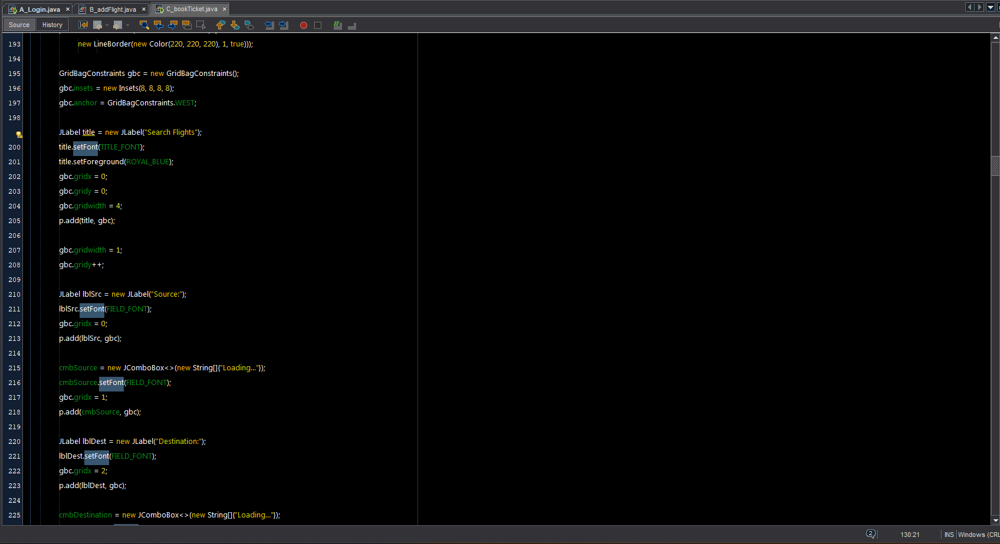 A_Login.java × B_addFlight.java × C_bookTicket.java ×
Source History
193 new LineBorder(new Color(220, 220, 220), 1, true)));
194
195 GridBagConstraints gbc = new GridBagConstraints();
196 gbc.insets = new Insets(8, 8, 8, 8);
197 gbc.anchor = GridBagConstraints.WEST;
198
JLabel title = new JLabel("Search Flights");
200 title.setFont(TITLE_FONT);
201 title.setForeground(ROYAL_BLUE);
202 gbc.gridx = 0;
203 gbc.gridy = 0;
204 gbc.gridwidth = 4;
205 p.add(title, gbc);
206
207 gbc.gridwidth = 1;
208 gbc.gridy++;
209
210 JLabel lblSrc = new JLabel("Source:");
211 lblSrc.setFont(FIELD_FONT);
212 gbc.gridx = 0;
213 p.add(lblSrc, gbc);
214
215 cmbSource = new JComboBox<>(new String[]{"Loading..."});
216 cmbSource.setFont(FIELD_FONT);
217 gbc.gridx = 1;
218 p.add(cmbSource, gbc);
219
220 JLabel lblDest = new JLabel("Destination:");
221 lblDest.setFont(FIELD_FONT);
222 gbc.gridx = 2;
223 p.add(lblDest, gbc);
224
225 cmbDestination = new JComboBox<>(new String[]{"Loading..."});
2 130:21 INS Windows (CRL